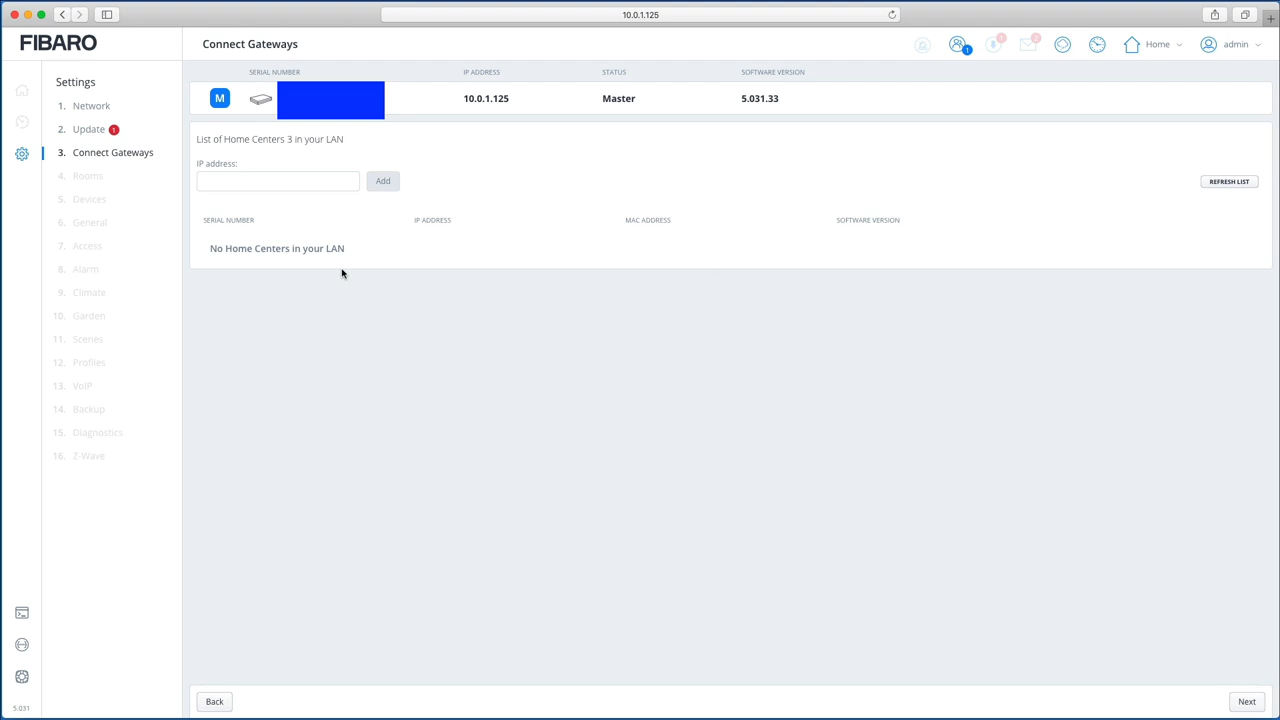 10.0.1.125
FIBARO
Connect Gateways
1
1
2
Home
admin
Settings
1. Network
2. Update 1
3. Connect Gateways
4. Rooms
5. Devices
6. General
7. Access
8. Alarm
9. Climate
10. Garden
11. Scenes
12. Profiles
13. VoIP
14. Backup
15. Diagnostics
16. Z-Wave
5.031
SERIAL NUMBER IP ADDRESS STATUS SOFTWARE VERSION
M 10.0.1.125 Master 5.031.33
List of Home Centers 3 in your LAN
IP address:
Add
REFRESH LIST
SERIAL NUMBER IP ADDRESS MAC ADDRESS SOFTWARE VERSION
No Home Centers in your LAN
Back
Next